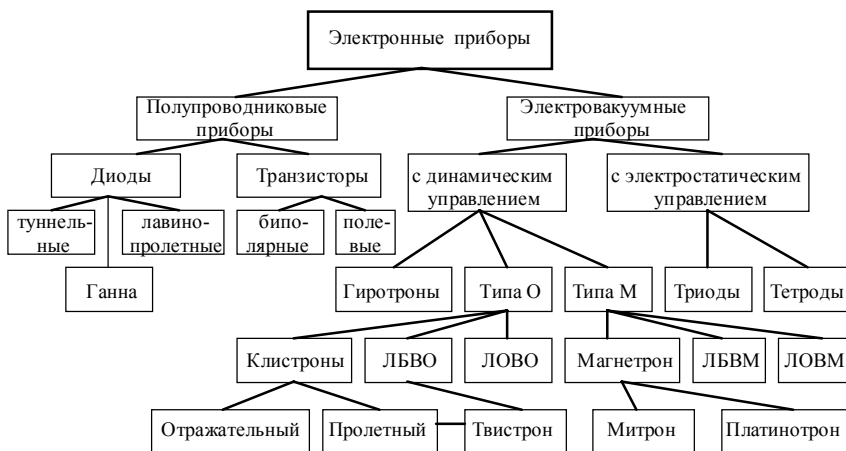 Электронные приборы
Полупроводниковые
приборы
Электровакуумные
приборы
Диоды
Транзисторы
с динамическим
управлением
с электростатическим
управлением
туннель-
ные
лавино-
пролетные
бипо-
лярные
поле-
вые
Ганна
Гиротроны
Типа О
Типа М
Триоды
Тетроды
Клистроны
ЛБВО
ЛОВО
Магнетрон
ЛБВМ
ЛОВМ
Отражательный
Пролетный
Твистрон
Митрон
Платинотрон